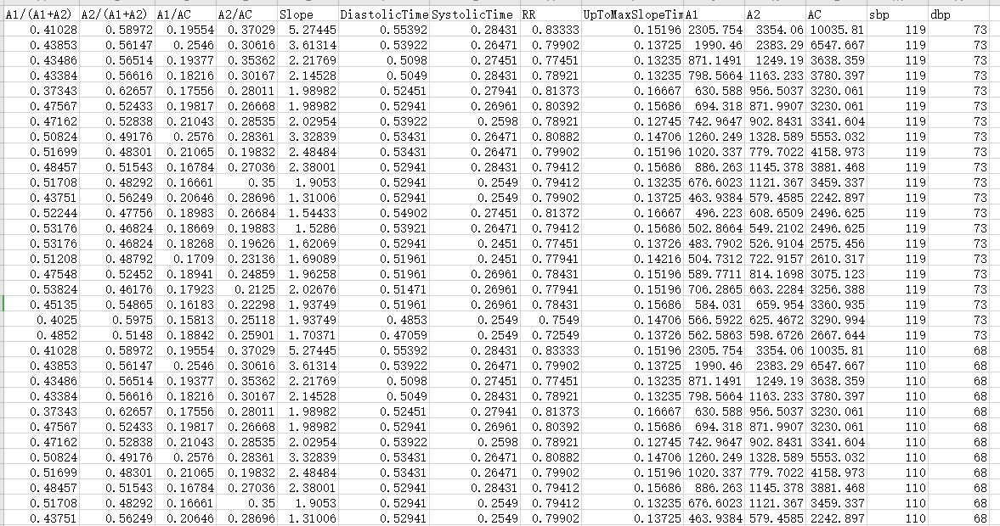 A1/(A1+A2) A2/(A1+A2) A1/AC A2/AC Slope DiastolicTime SystolicTime RR UpToMaxSlopeTim A1 A2 AC sbp dbp
0.41028 0.58972 0.19554 0.37029 5.27445 0.55392 0.28431 0.83333 0.15196 2305.754 3354.06 10035.81 119 73
0.43853 0.56147 0.2546 0.30616 3.61314 0.53922 0.26471 0.79902 0.13725 1990.46 2383.29 6547.667 119 73
0.43486 0.56514 0.19377 0.35362 2.21769 0.5098 0.27451 0.77451 0.13235 871.1491 1249.19 3638.359 119 73
0.43384 0.56616 0.18216 0.30167 2.14528 0.5049 0.28431 0.78921 0.13235 798.5664 1163.233 3780.397 119 73
0.37343 0.62657 0.17556 0.28011 1.98982 0.52451 0.27941 0.81373 0.16667 630.588 956.5037 3230.061 119 73
0.47567 0.52433 0.19817 0.26668 1.98982 0.52941 0.26961 0.80392 0.15686 694.318 871.9907 3230.061 119 73
0.47162 0.52838 0.21043 0.28535 2.02954 0.53922 0.2598 0.78921 0.12745 742.9647 902.8431 3341.604 119 73
0.50824 0.49176 0.2576 0.28361 3.32839 0.53431 0.26471 0.80882 0.14706 1260.249 1328.589 5553.032 119 73
0.51699 0.48301 0.21065 0.19832 2.48484 0.53431 0.26471 0.79902 0.15196 1020.337 779.7022 4158.973 119 73
0.48457 0.51543 0.16784 0.27036 2.38001 0.52941 0.28431 0.79412 0.15686 886.263 1145.378 3881.468 119 73
0.51708 0.48292 0.16661 0.35 1.9053 0.52941 0.2549 0.79412 0.13235 676.6023 1121.367 3459.337 119 73
0.43751 0.56249 0.20646 0.28696 1.31006 0.52941 0.2549 0.79902 0.13725 463.9384 579.4585 2242.897 119 73
0.52244 0.47756 0.18983 0.26684 1.54433 0.54902 0.27451 0.81372 0.16667 496.223 608.6509 2496.625 119 73
0.53176 0.46824 0.18669 0.19883 1.5286 0.53921 0.26471 0.79412 0.15686 502.8664 549.2102 2496.625 119 73
0.53176 0.46824 0.18268 0.19626 1.62069 0.52941 0.2451 0.77451 0.13726 483.7902 526.9104 2575.456 119 73
0.51208 0.48792 0.1709 0.23136 1.69089 0.51961 0.2451 0.77941 0.14216 504.7312 722.9157 2610.317 119 73
0.47548 0.52452 0.18941 0.24859 1.96258 0.51961 0.26961 0.78431 0.15196 589.7711 814.1698 3075.123 119 73
0.53824 0.46176 0.17923 0.2125 2.02676 0.51471 0.26961 0.77941 0.15196 706.2865 663.2284 3256.388 119 73
0.45135 0.54865 0.16183 0.22298 1.93749 0.51961 0.26961 0.78431 0.15686 584.031 659.954 3360.935 119 73
0.4025 0.5975 0.15813 0.25118 1.93749 0.4853 0.2549 0.7549 0.14706 566.5922 625.4672 3290.994 119 73
0.4852 0.5148 0.18842 0.25901 1.70371 0.47059 0.2549 0.72549 0.13726 562.5863 598.6726 2667.644 119 73
0.41028 0.58972 0.19554 0.37029 5.27445 0.55392 0.28431 0.83333 0.15196 2305.754 3354.06 10035.81 110 68
0.43853 0.56147 0.2546 0.30616 3.61314 0.53922 0.26471 0.79902 0.13725 1990.46 2383.29 6547.667 110 68
0.43486 0.56514 0.19377 0.35362 2.21769 0.5098 0.27451 0.77451 0.13235 871.1491 1249.19 3638.359 110 68
0.43384 0.56616 0.18216 0.30167 2.14528 0.5049 0.28431 0.78921 0.13235 798.5664 1163.233 3780.397 110 68
0.37343 0.62657 0.17556 0.28011 1.98982 0.52451 0.27941 0.81373 0.16667 630.588 956.5037 3230.061 110 68
0.47567 0.52433 0.19817 0.26668 1.98982 0.52941 0.26961 0.80392 0.15686 694.318 871.9907 3230.061 110 68
0.47162 0.52838 0.21043 0.28535 2.02954 0.53922 0.2598 0.78921 0.12745 742.9647 902.8431 3341.604 110 68
0.50824 0.49176 0.2576 0.28361 3.32839 0.53431 0.26471 0.80882 0.14706 1260.249 1328.589 5553.032 110 68
0.51699 0.48301 0.21065 0.19832 2.48484 0.53431 0.26471 0.79902 0.15196 1020.337 779.7022 4158.973 110 68
0.48457 0.51543 0.16784 0.27036 2.38001 0.52941 0.28431 0.79412 0.15686 886.263 1145.378 3881.468 110 68
0.51708 0.48292 0.16661 0.35 1.9053 0.52941 0.2549 0.79412 0.13235 676.6023 1121.367 3459.337 110 68
0.43751 0.56249 0.20646 0.28696 1.31006 0.52941 0.2549 0.79902 0.13725 463.9384 579.4585 2242.897 110 68